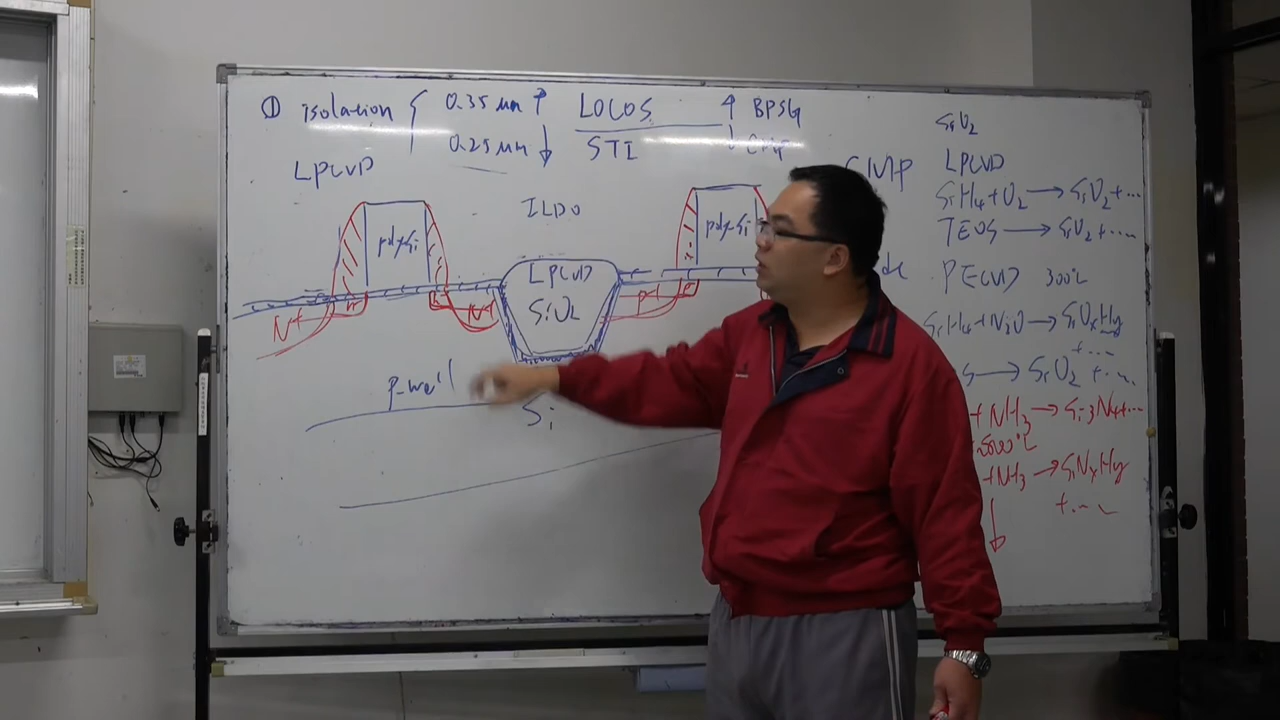 ① isolation { 0.35 um ↑ LOCOS ↑ BPSG
0.25 um ↓ STI ↓
LPCVD
CMP
ILD0
poly-Si
poly-Si
LPCVD
SiO2
N+
N+
P-well
Si
SiO2
LPCVD
SiH4+O2 → SiO2+...
TEOS → SiO2+...
PECVD 300℃
SiH4+N2O → SiOxHy
+...
→ SiO2 +...
+NH3 → Si3N4+...
+NH3 → SiNxHy
+...